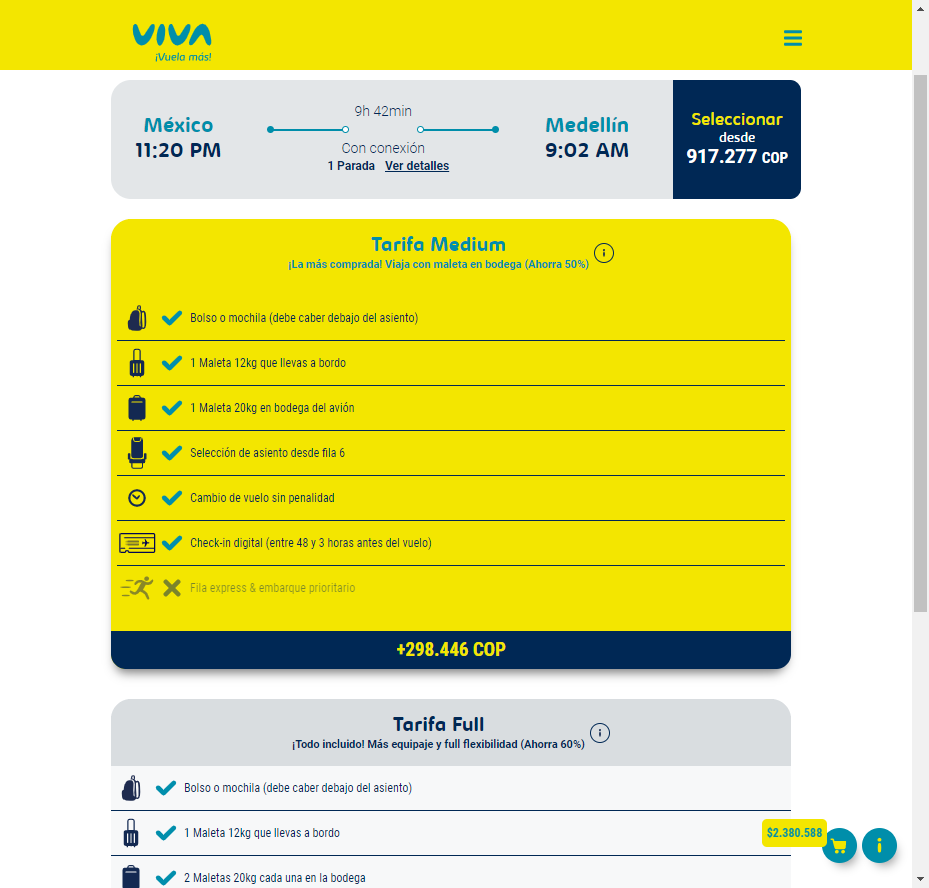 VIVA
¡Vuela más!
México
11:20 PM
9h 42min
Con conexión
1 Parada Ver detalles
Medellín
9:02 AM
Seleccionar
desde
917.277 COP
Tarifa Medium
¡La más comprada! Viaja con maleta en bodega (Ahorra 50%)
Bolso o mochila (debe caber debajo del asiento)
1 Maleta 12kg que llevas a bordo
1 Maleta 20kg en bodega del avión
Selección de asiento desde fila 6
Cambio de vuelo sin penalidad
Check-in digital (entre 48 y 3 horas antes del vuelo)
Fila express & embarque prioritario
+298.446 COP
Tarifa Full
¡Todo incluido! Más equipaje y full flexibilidad (Ahorra 60%)
Bolso o mochila (debe caber debajo del asiento)
1 Maleta 12kg que llevas a bordo
$2.380.588
2 Maletas 20kg cada una en la bodega